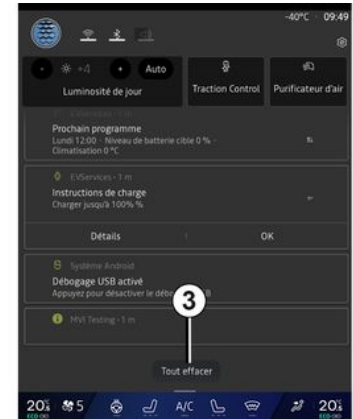 -40°C 09:49
+4 Auto
Luminosité de jour
Traction Control
Purificateur d'air
Prochain programme
Lundi 12:00 · Niveau de batterie cible 0 % ·
Climatisation 0 °C
EVServices • 1 m
Instructions de charge
Charger jusqu'à 100% %
Détails
OK
Système Android
Débogage USB activé
Appuyez pour désactiver le débo B
MVI Testing • 1 m
3
Tout effacer
20% 5 A/C 20%
ECO ECO